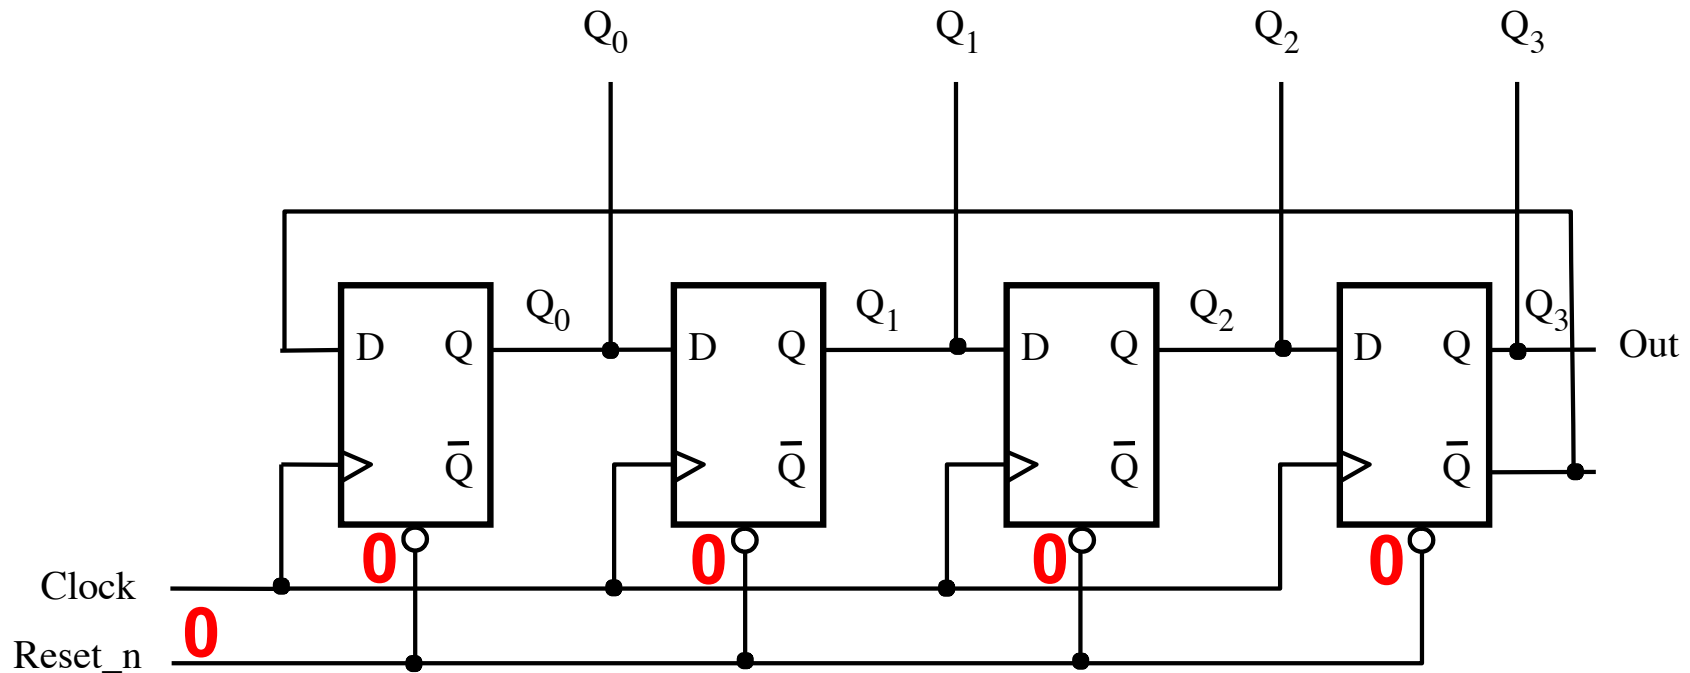 Q0 Q1 Q2 Q3
Q0 Q1 Q2 Q3
D Q D Q D Q D Q Out
Q̅ Q̅ Q̅ Q̅
0 0 0 0
Clock
0
Reset_n